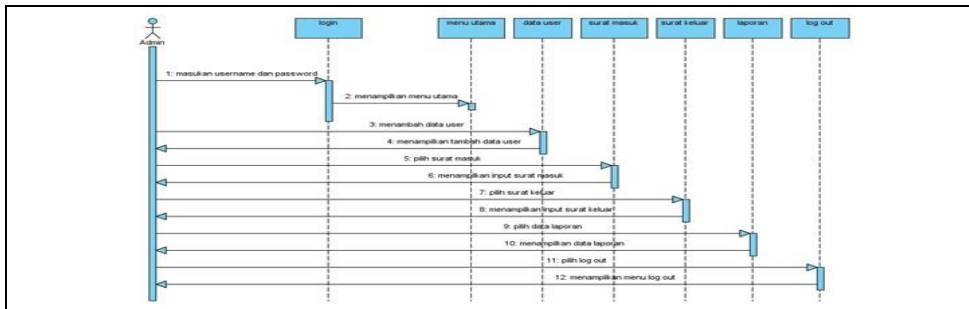 Admin
login
menu utama
data user
surat masuk
surat keluar
laporan
log out
1: masukan username dan password
2: menampilkan menu utama
3: menambah data user
4: menampilkan tambah data user
5: pilih surat masuk
6: menampilkan input surat masuk
7: pilih surat keluar
8: menampilkan input surat keluar
9: pilih data laporan
10: menampilkan data laporan
11: pilih log out
12: menampilkan menu log out